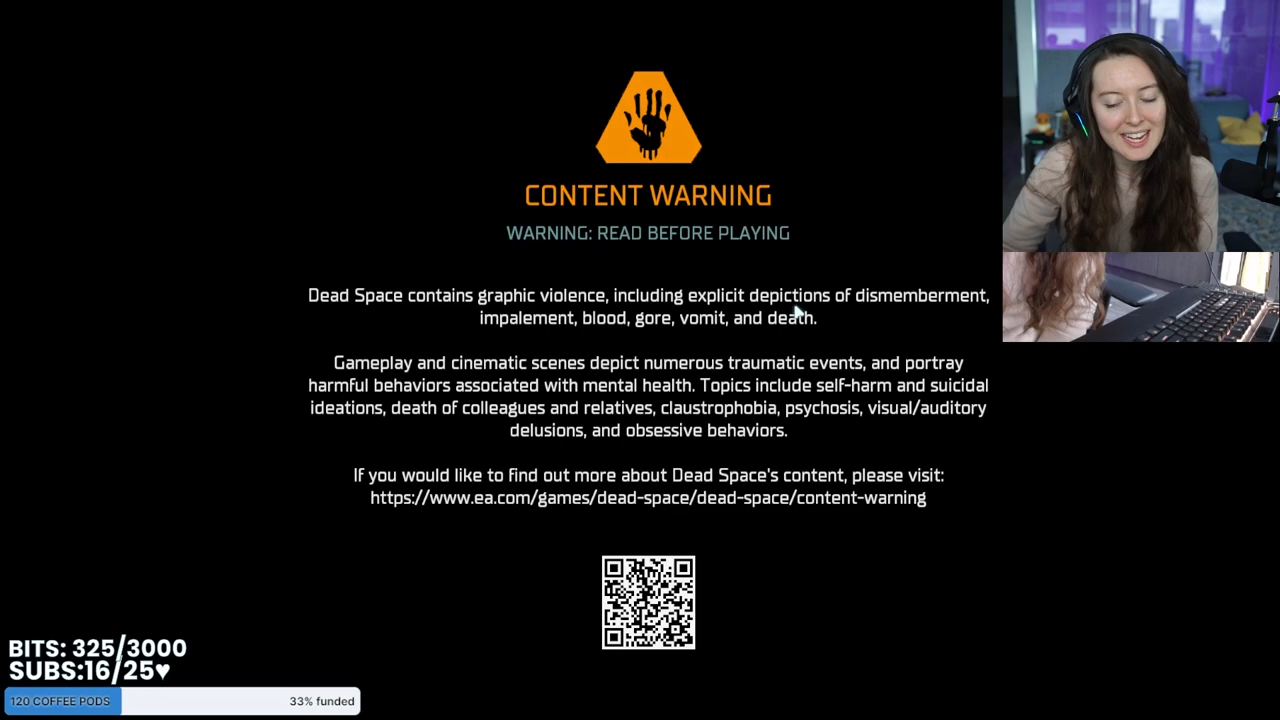 CONTENT WARNING
WARNING: READ BEFORE PLAYING
Dead Space contains graphic violence, including explicit depictions of dismemberment,
impalement, blood, gore, vomit, and death.
Gameplay and cinematic scenes depict numerous traumatic events, and portray
harmful behaviors associated with mental health. Topics include self-harm and suicidal
ideations, death of colleagues and relatives, claustrophobia, psychosis, visual/auditory
delusions, and obsessive behaviors.
If you would like to find out more about Dead Space's content, please visit:
https://www.ea.com/games/dead-space/dead-space/content-warning
BITS: 325/3000
SUBS:16/25♥
120 COFFEE PODS 33% funded